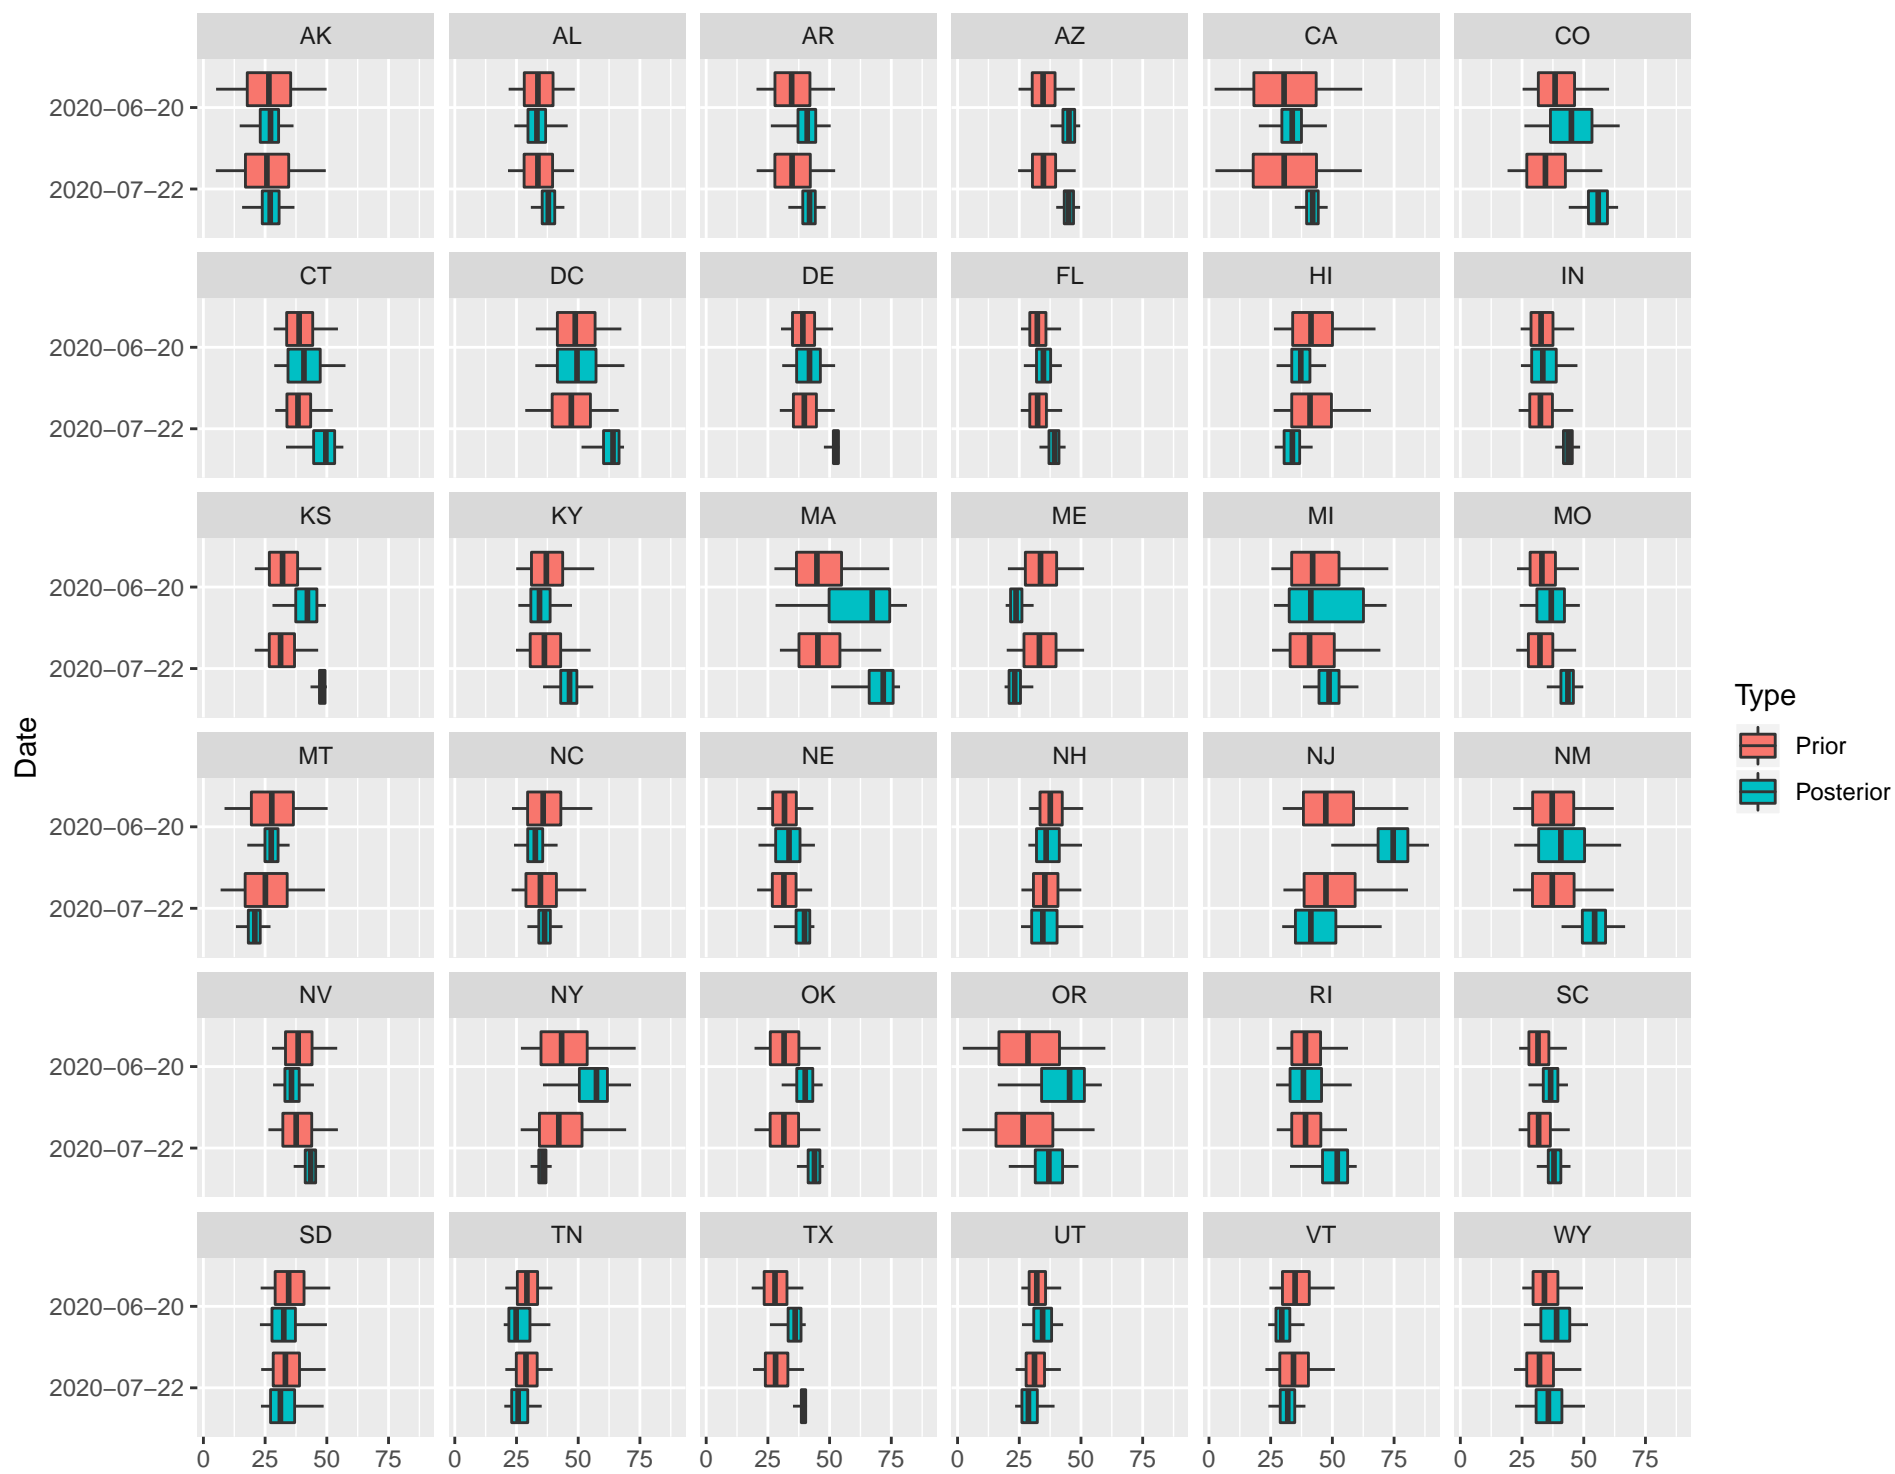 AK AL AR AZ CA CO
2020−06−20
2020−07−22
CT DC DE FL HI IN
2020−06−20
2020−07−22
KS KY MA ME MI MO
2020−06−20
2020−07−22
MT NC NE NH NJ NM
2020−06−20
2020−07−22
NV NY OK OR RI SC
2020−06−20
2020−07−22
SD TN TX UT VT WY
2020−06−20
2020−07−22
0 25 50 75 0 25 50 75 0 25 50 75 0 25 50 75 0 25 50 75 0 25 50 75
Date
Type
Prior
Posterior